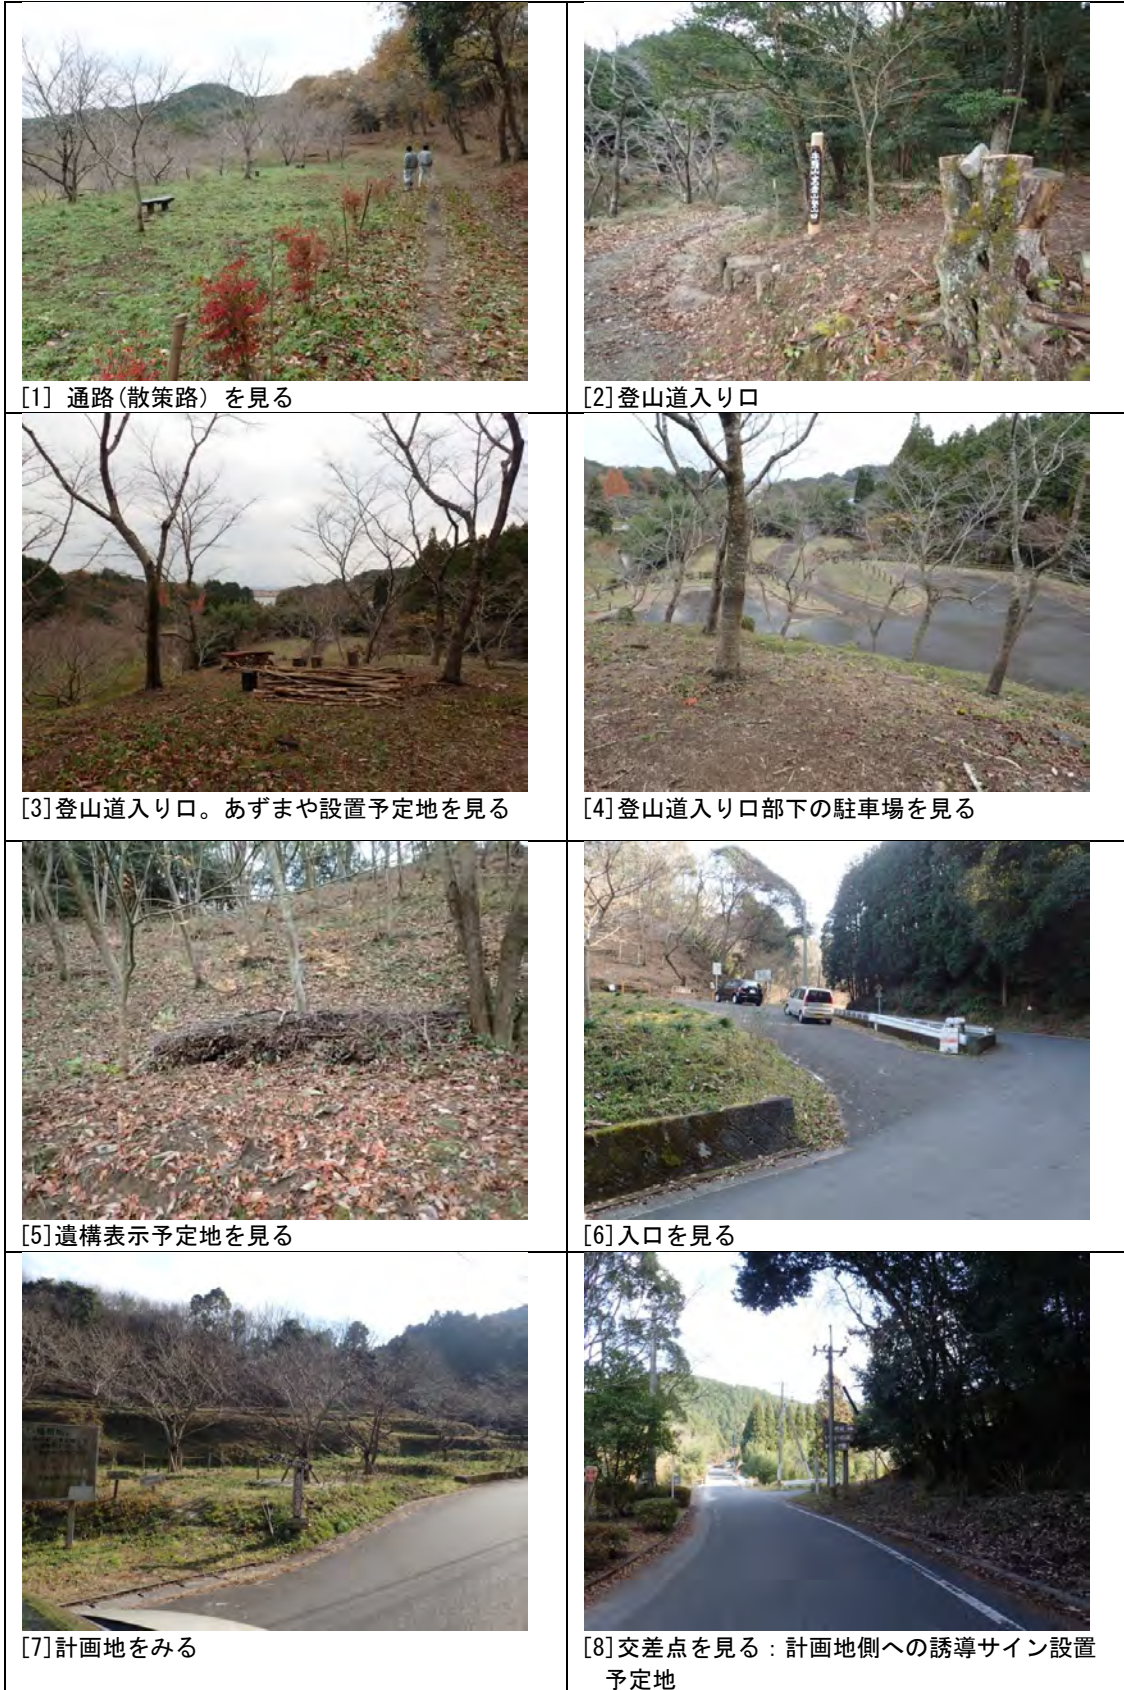 [1] 通路(散策路) を見る
[2]登山道入り口
[3]登山道入り口。あずまや設置予定地を見る
[4]登山道入り口部下の駐車場を見る
[5]遺構表示予定地を見る
[6]入口を見る
[7]計画地をみる
[8]交差点を見る：計画地側への誘導サイン設置
予定地